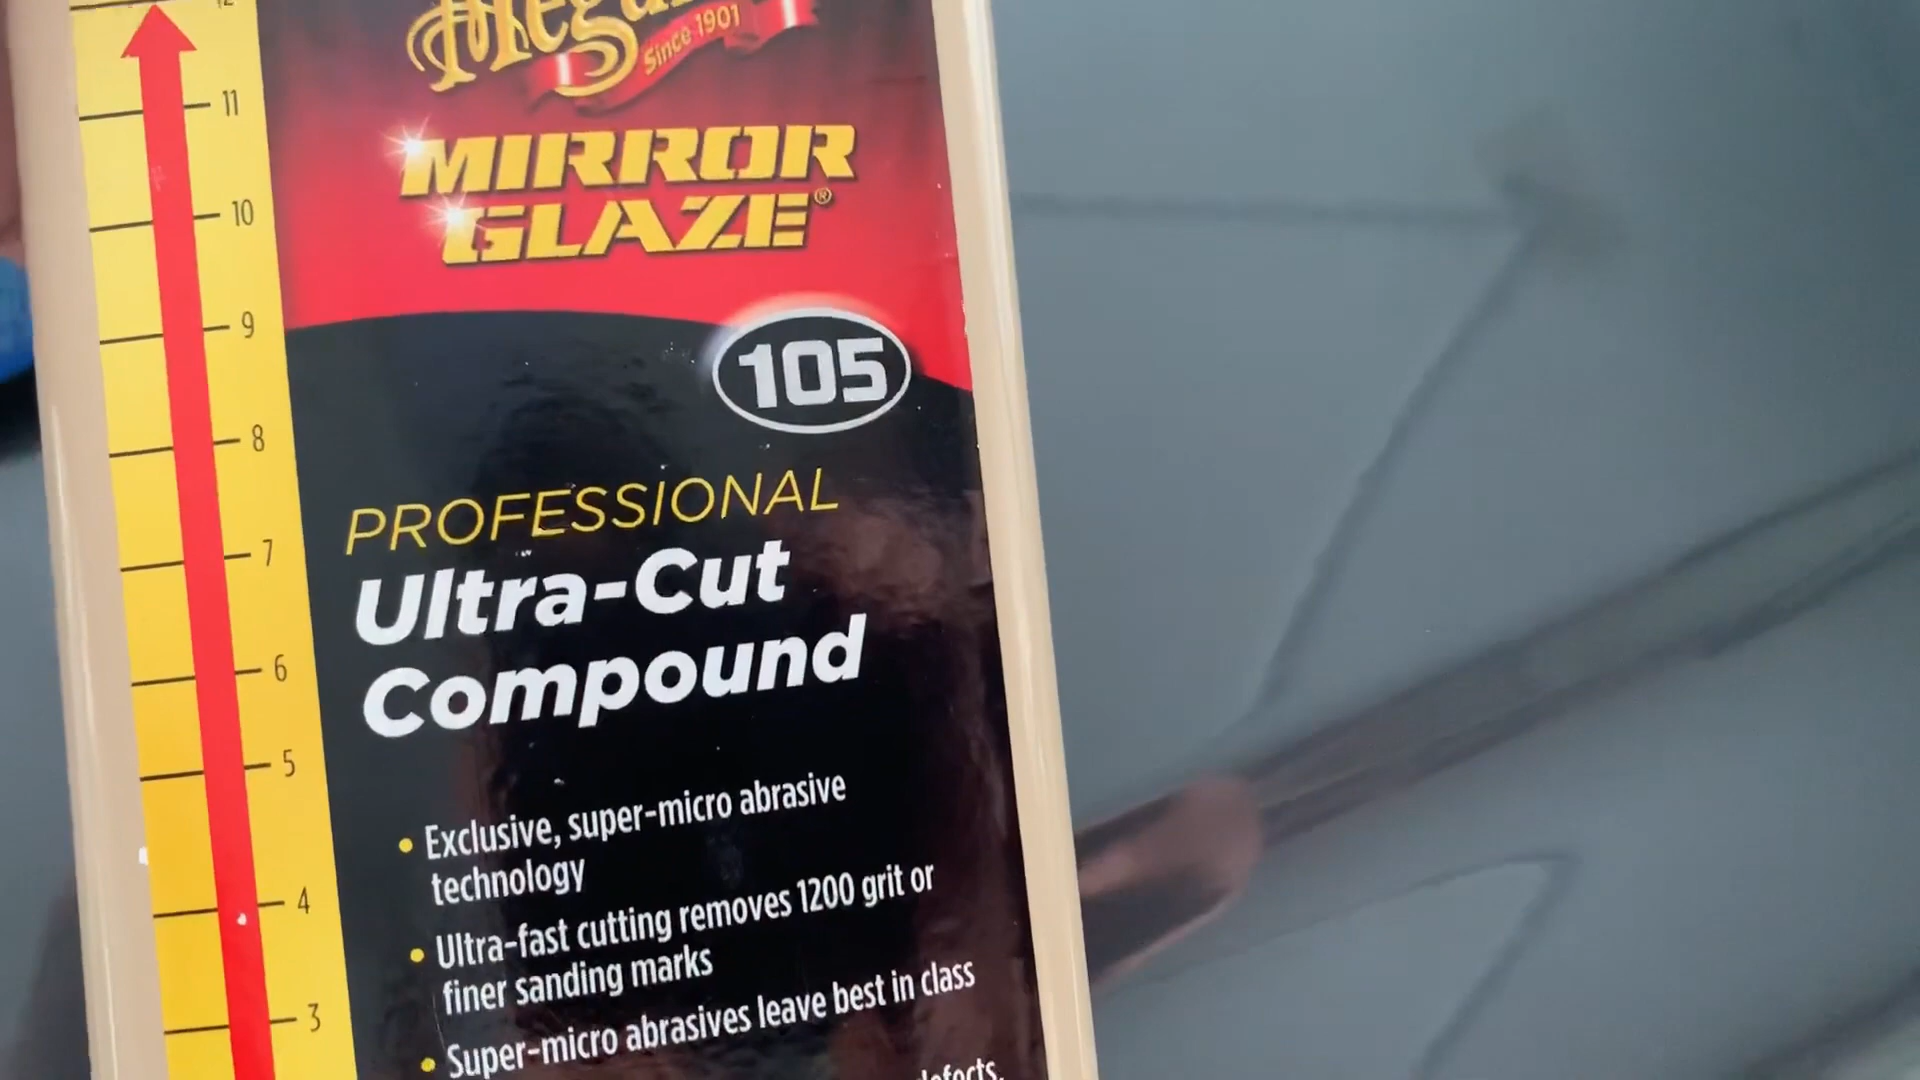 Since 1901
MIRROR
GLAZE®
105
PROFESSIONAL
Ultra-Cut
Compound
• Exclusive, super-micro abrasive
technology
• Ultra-fast cutting removes 1200 grit or
finer sanding marks
• Super-micro abrasives leave best in class
11
10
9
8
7
6
5
4
3